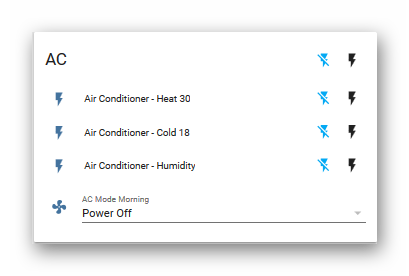 AC
Air Conditioner - Heat 30
Air Conditioner - Cold 18
Air Conditioner - Humidity
AC Mode Morning
Power Off